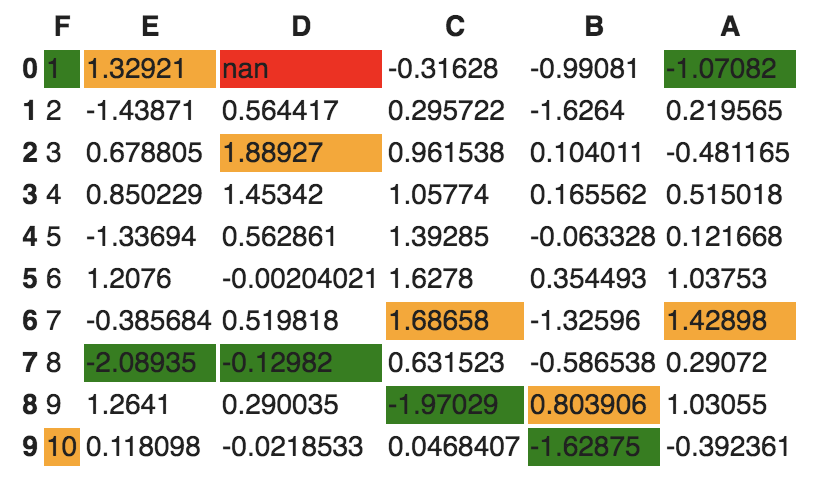 F E D C B A
0 1 1.32921 nan -0.31628 -0.99081 -1.07082
1 2 -1.43871 0.564417 0.295722 -1.6264 0.219565
2 3 0.678805 1.88927 0.961538 0.104011 -0.481165
3 4 0.850229 1.45342 1.05774 0.165562 0.515018
4 5 -1.33694 0.562861 1.39285 -0.063328 0.121668
5 6 1.2076 -0.00204021 1.6278 0.354493 1.03753
6 7 -0.385684 0.519818 1.68658 -1.32596 1.42898
7 8 -2.08935 -0.12982 0.631523 -0.586538 0.29072
8 9 1.2641 0.290035 -1.97029 0.803906 1.03055
9 10 0.118098 -0.0218533 0.0468407 -1.62875 -0.392361